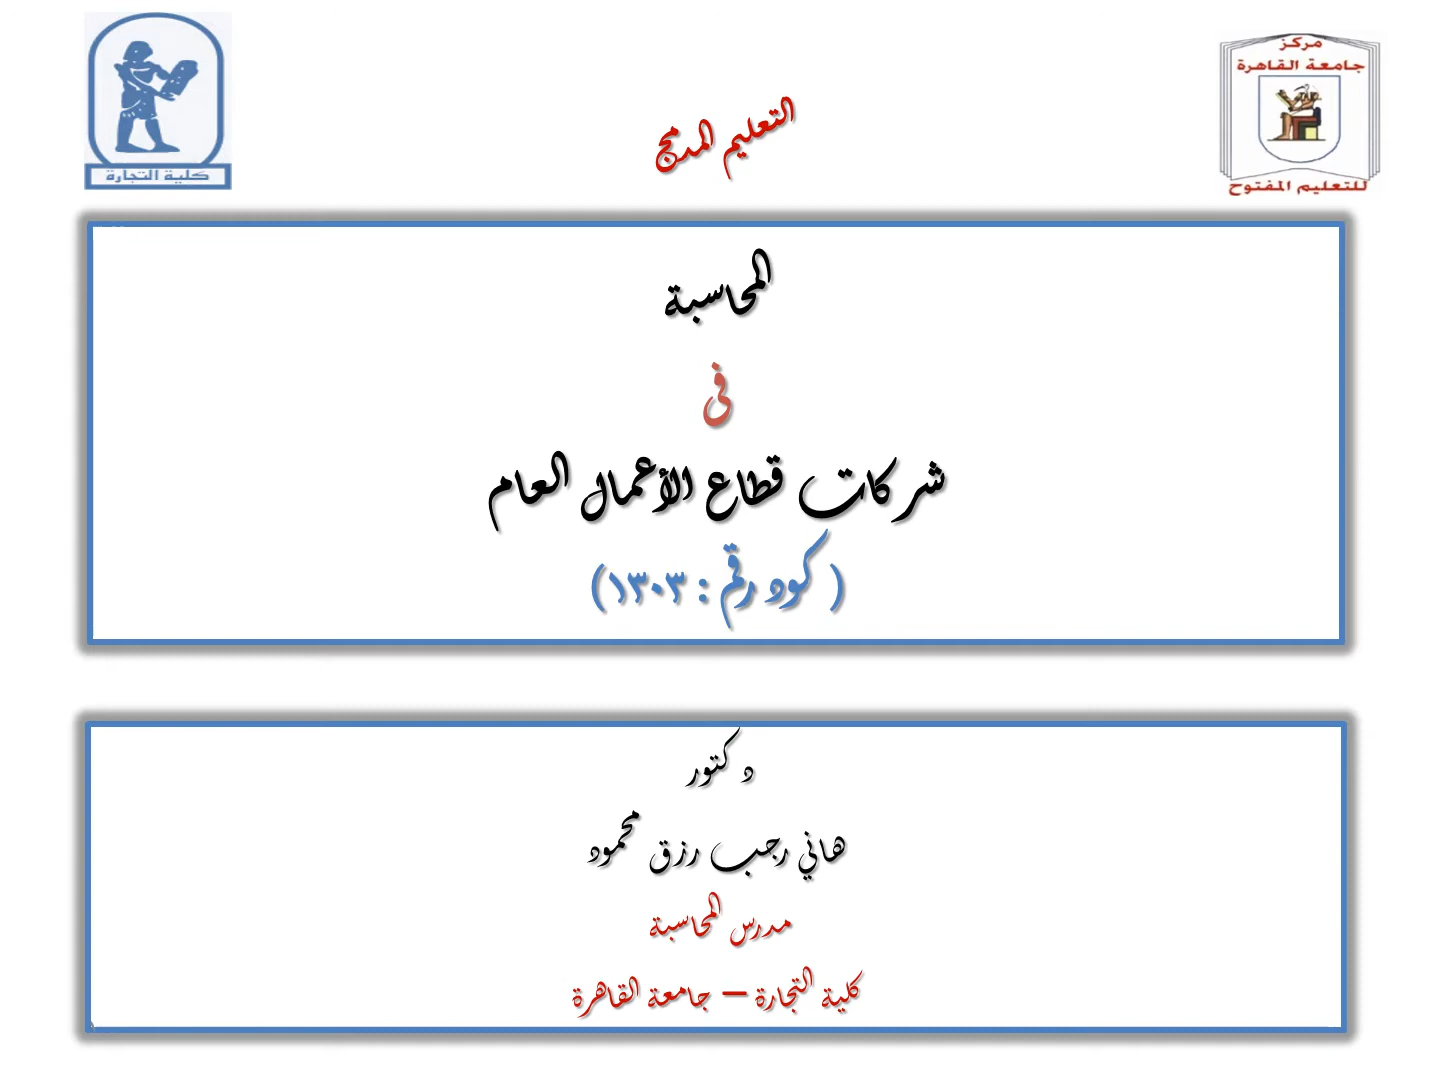 مركز
جامعة القاهرة
للتعليم المفتوح
كلية التجارة
التعليم المدمج
المحاسبة
فى
شركات قطاع الأعمال العام
( كود رقم : ١٣٠٣)
دكتور
هاني رجب رزق محمود
مدرس المحاسبة
كلية التجارة – جامعة القاهرة